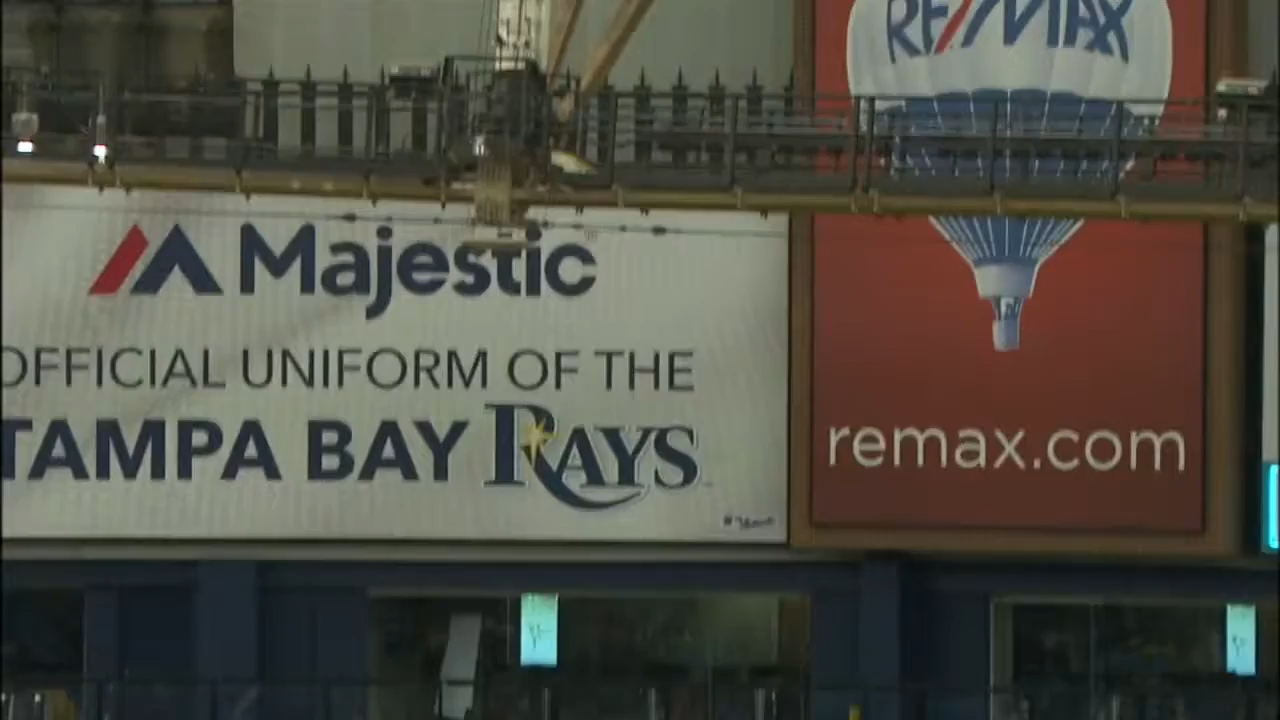 Majestic
OFFICIAL UNIFORM OF THE
TAMPA BAY RAYS
RE/MAX
remax.com